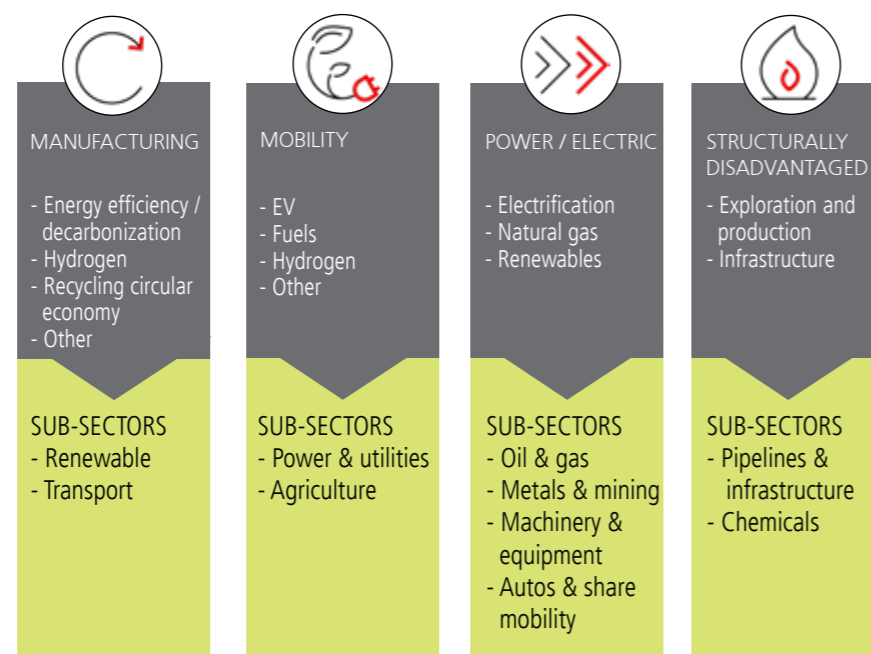 MANUFACTURING
- Energy efficiency /
decarbonization
- Hydrogen
- Recycling circular
economy
- Other
SUB-SECTORS
- Renewable
- Transport
MOBILITY
- EV
- Fuels
- Hydrogen
- Other
SUB-SECTORS
- Power & utilities
- Agriculture
POWER / ELECTRIC
- Electrification
- Natural gas
- Renewables
SUB-SECTORS
- Oil & gas
- Metals & mining
- Machinery &
equipment
- Autos & share
mobility
STRUCTURALLY
DISADVANTAGED
- Exploration and
production
- Infrastructure
SUB-SECTORS
- Pipelines &
infrastructure
- Chemicals